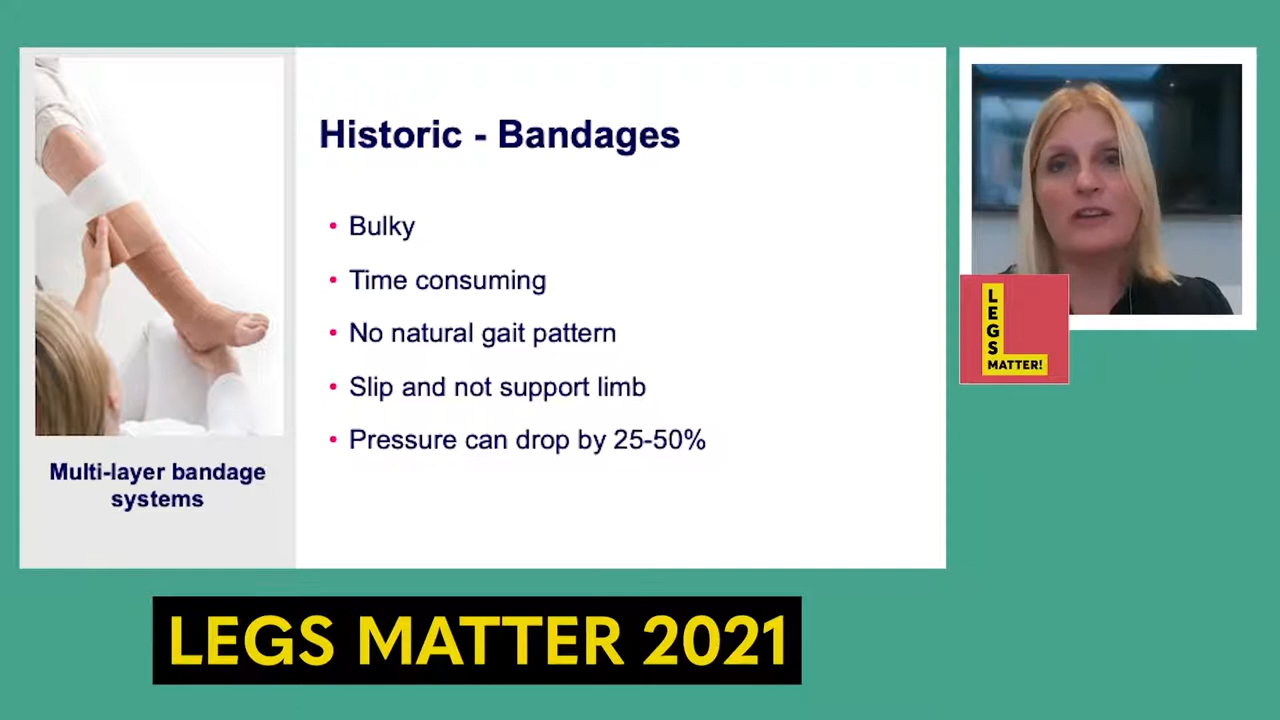 Historic - Bandages
• Bulky
• Time consuming
• No natural gait pattern
• Slip and not support limb
• Pressure can drop by 25-50%
Multi-layer bandage
systems
LEGS
MATTER!
LEGS MATTER 2021